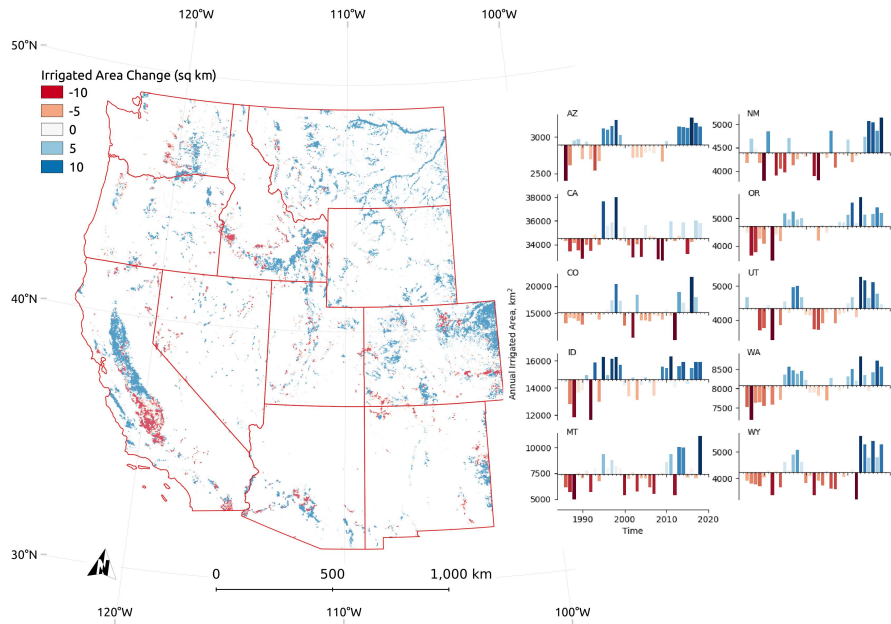 120°W 110°W 100°W
50°N
Irrigated Area Change (sq km)
-10
-5
0
5
10
40°N
30°N
0 500 1,000 km
120°W 110°W 100°W
Annual Irrigated Area, km²
AZ
3000
2500
CA
38000
36000
34000
CO
20000
15000
ID
16000
14000
12000
MT
10000
7500
5000
1990 2000 2010 2020
Time
NM
5000
4500
4000
OR
5000
4000
UT
5000
4000
WA
8500
8000
7500
WY
5000
4000